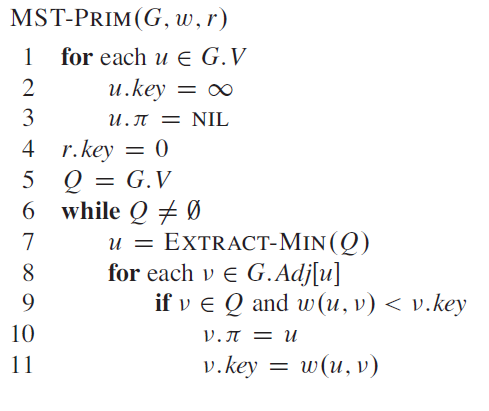 MST-PRIM(G, w, r)
1 for each u ∈ G.V
2 u.key = ∞
3 u.π = NIL
4 r.key = 0
5 Q = G.V
6 while Q ≠ Ø
7 u = EXTRACT-MIN(Q)
8 for each v ∈ G.Adj[u]
9 if v ∈ Q and w(u, v) < v.key
10 v.π = u
11 v.key = w(u, v)